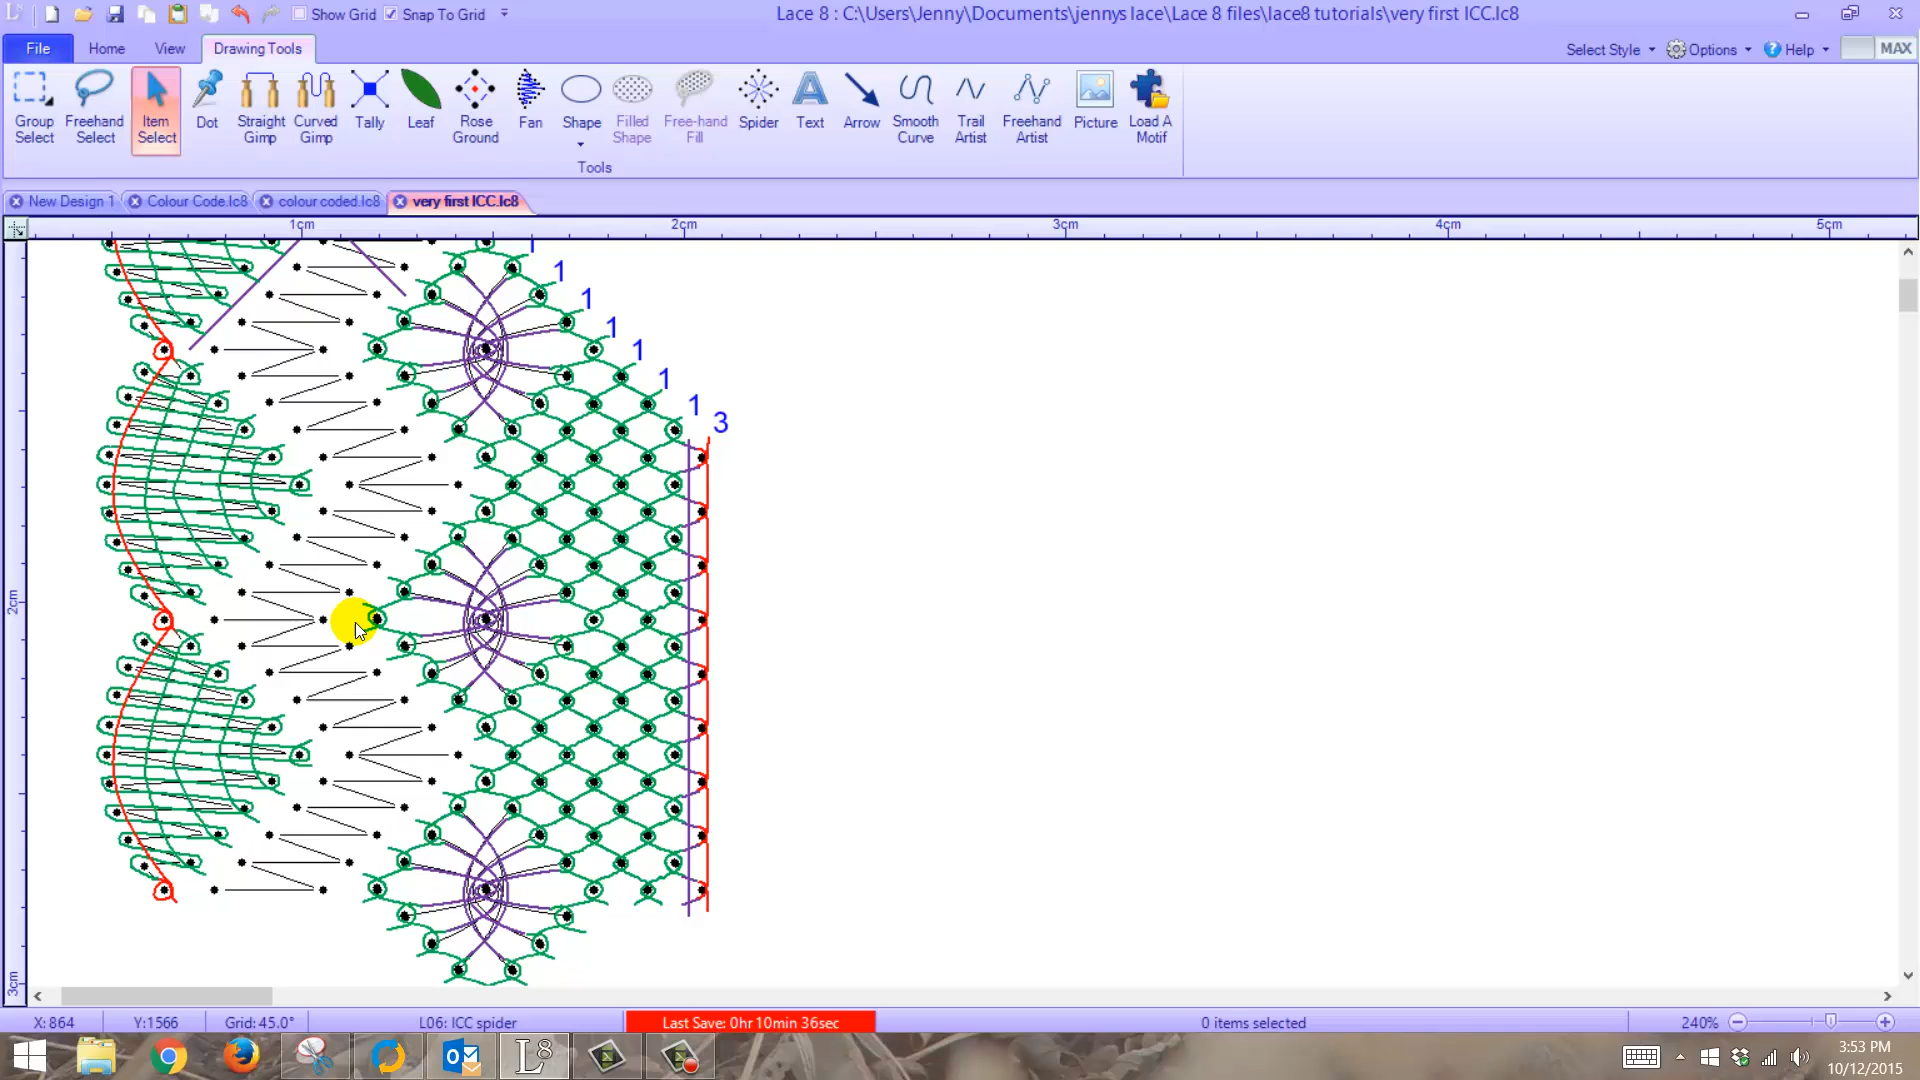 Show Grid Snap To Grid Lace 8 : C:\Users\Jenny\Documents\jennys lace\Lace 8 files\lace8 tutorials\very first ICC.lc8
File Home View Drawing Tools Select Style Options Help MAX
Group Select Freehand Select Item Select Dot Straight Gimp Curved Gimp Tally Leaf Rose Ground Fan Shape Filled Shape Free-hand Fill Spider Text Arrow Smooth Curve Trail Artist Freehand Artist Picture Load A Motif
Tools
New Design 1 Colour Code.lc8 colour coded.lc8 very first ICC.lc8
1cm 2cm 3cm 4cm 5cm
1
1
1
1
1
1
1
3
2cm
3cm
X: 864 Y:1566 Grid: 45.0° L06: ICC spider Last Save: 0hr 10min 36sec 0 items selected 240%
L8
3:53 PM
10/12/2015